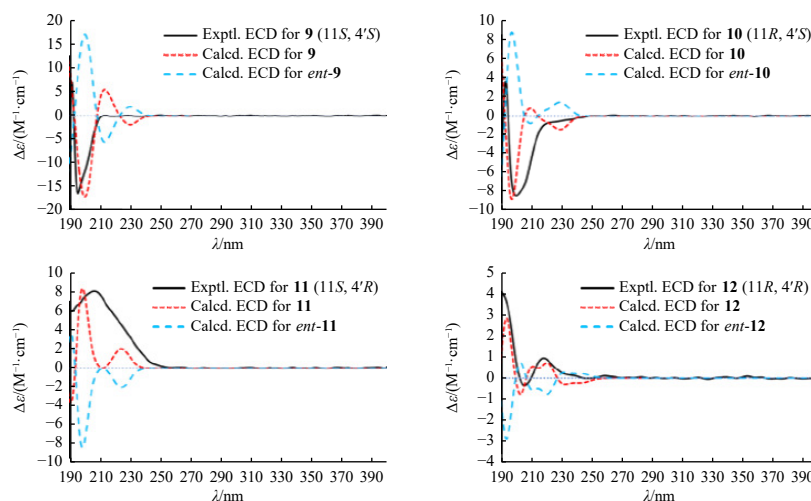 20
15
10
5
0
−5
−10
−15
−20
Δε/(M⁻¹·cm⁻¹)
Exptl. ECD for 9 (11S, 4′S)
Calcd. ECD for 9
Calcd. ECD for ent-9
190 210 230 250 270 290 310 330 350 370 390
λ/nm
10
8
6
4
2
0
−2
−4
−6
−8
−10
Δε/(M⁻¹·cm⁻¹)
Exptl. ECD for 10 (11R, 4′S)
Calcd. ECD for 10
Calcd. ECD for ent-10
190 210 230 250 270 290 310 330 350 370 390
λ/nm
10
8
6
4
2
0
−2
−4
−6
−8
10
Δε/(M⁻¹·cm⁻¹)
Exptl. ECD for 11 (11S, 4′R)
Calcd. ECD for 11
Calcd. ECD for ent-11
190 210 230 250 270 290 310 330 350 370 390
λ/nm
5
4
3
2
1
0
−1
−2
−3
−4
Δε/(M⁻¹·cm⁻¹)
Exptl. ECD for 12 (11R, 4′R)
Calcd. ECD for 12
Calcd. ECD for ent-12
190 210 230 250 270 290 310 330 350 370 390
λ/nm